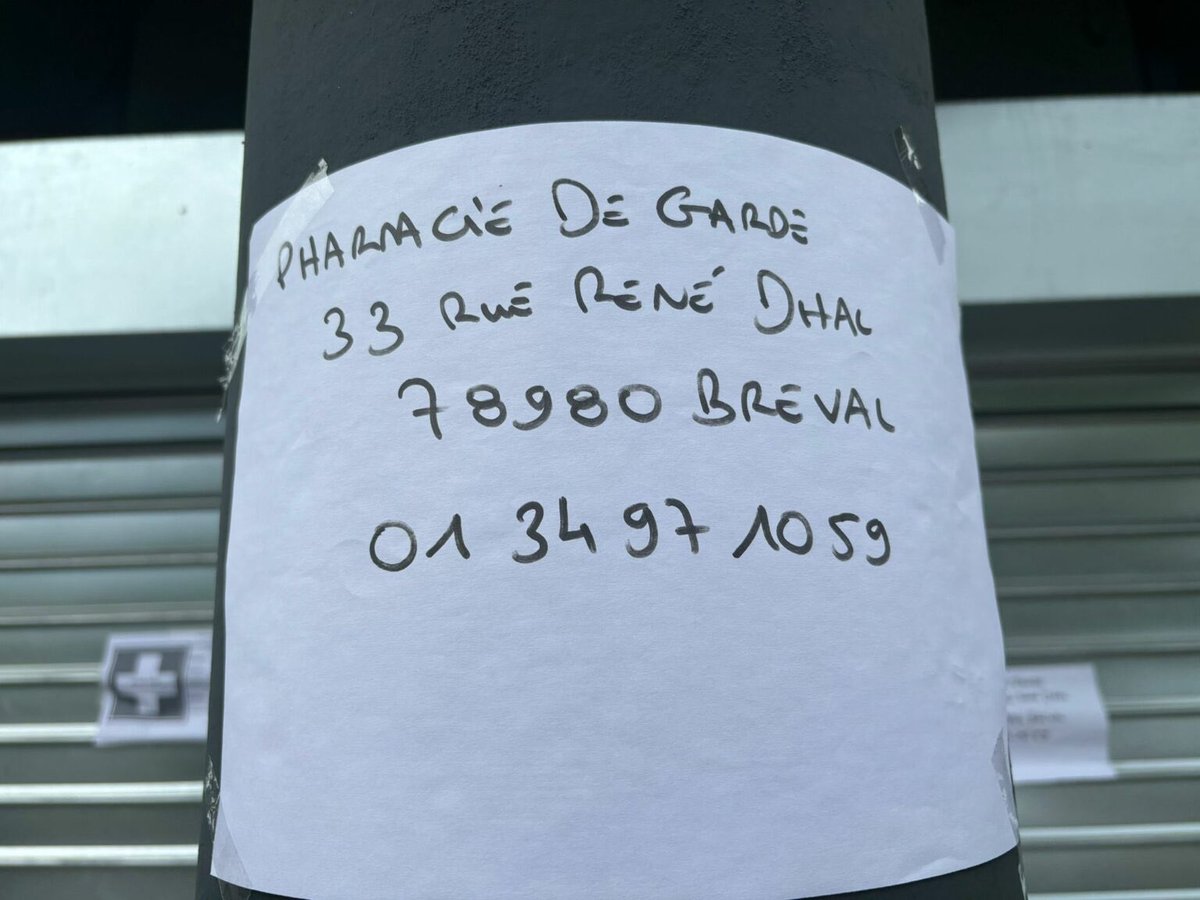 PHARMACIE DE GARDE
33 RUE RENÉ DHAL
78980 BREVAL
01 34 97 10 59